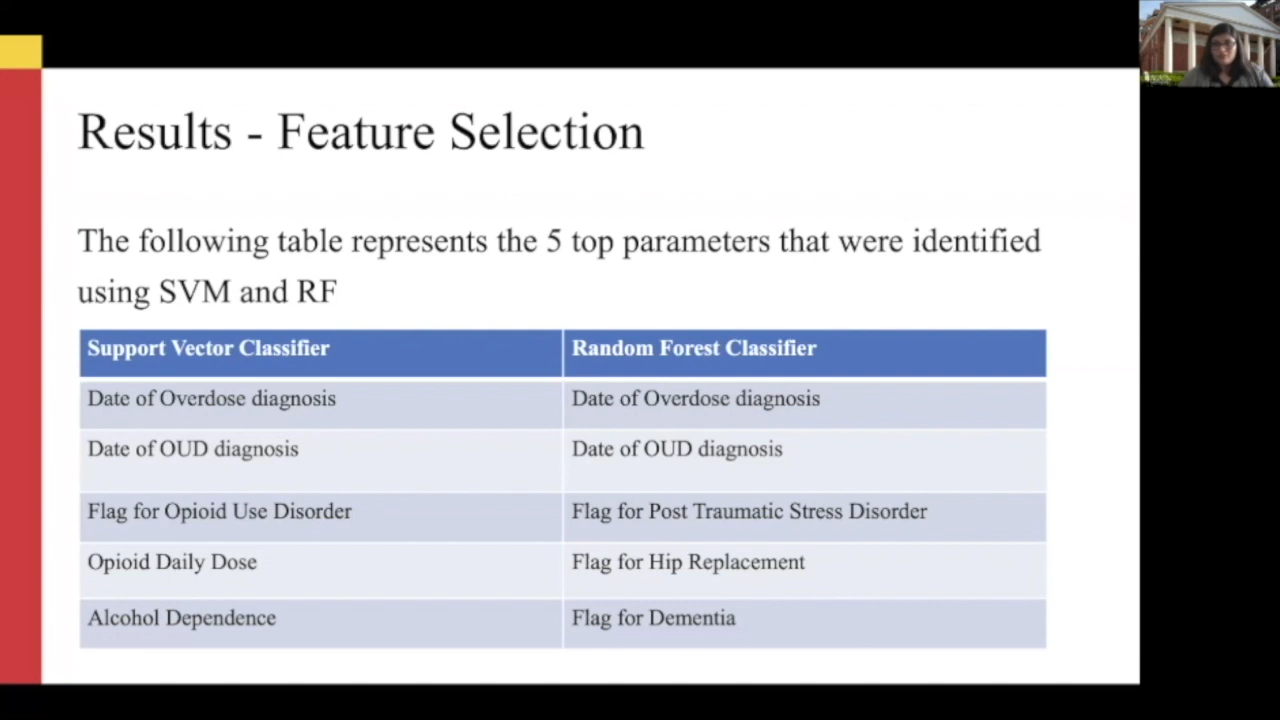 Results - Feature Selection
The following table represents the 5 top parameters that were identified
using SVM and RF
Support Vector Classifier Random Forest Classifier
Date of Overdose diagnosis Date of Overdose diagnosis
Date of OUD diagnosis Date of OUD diagnosis
Flag for Opioid Use Disorder Flag for Post Traumatic Stress Disorder
Opioid Daily Dose Flag for Hip Replacement
Alcohol Dependence Flag for Dementia